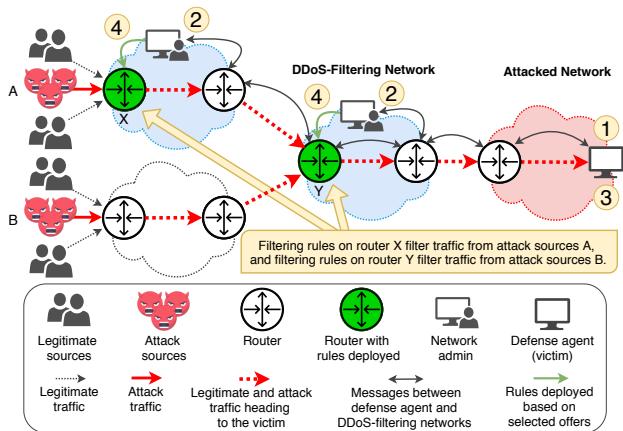 4
2
DDoS-Filtering Network
Attacked Network
A
X
4
2
1
Y
3
B
Filtering rules on router X filter traffic from attack sources A,
and filtering rules on router Y filter traffic from attack sources B.
Legitimate
sources
Attack
sources
Router
Router with
rules deployed
Network
admin
Defense agent
(victim)
Legitimate
traffic
Attack
traffic
Legitimate and attack
traffic heading
to the victim
Messages between
defense agent and
DDoS-filtering networks
Rules deployed
based on
selected offers